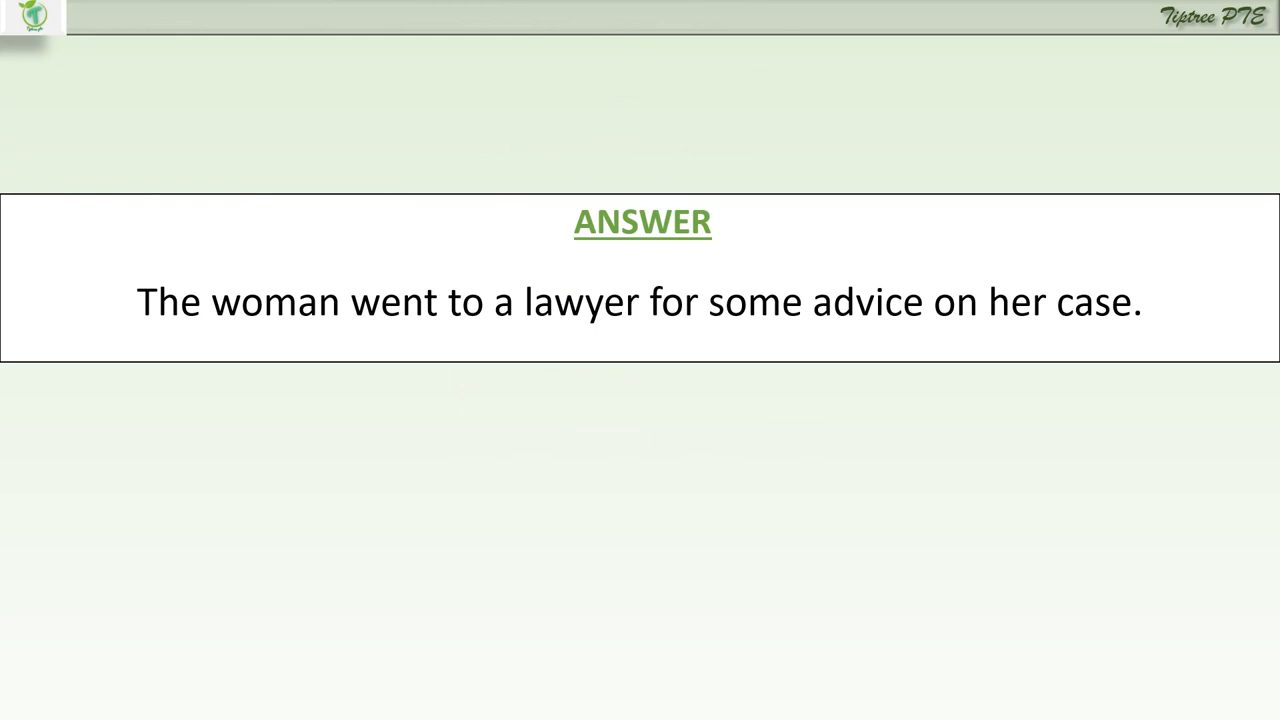 Tiptree PTE
ANSWER
The woman went to a lawyer for some advice on her case.